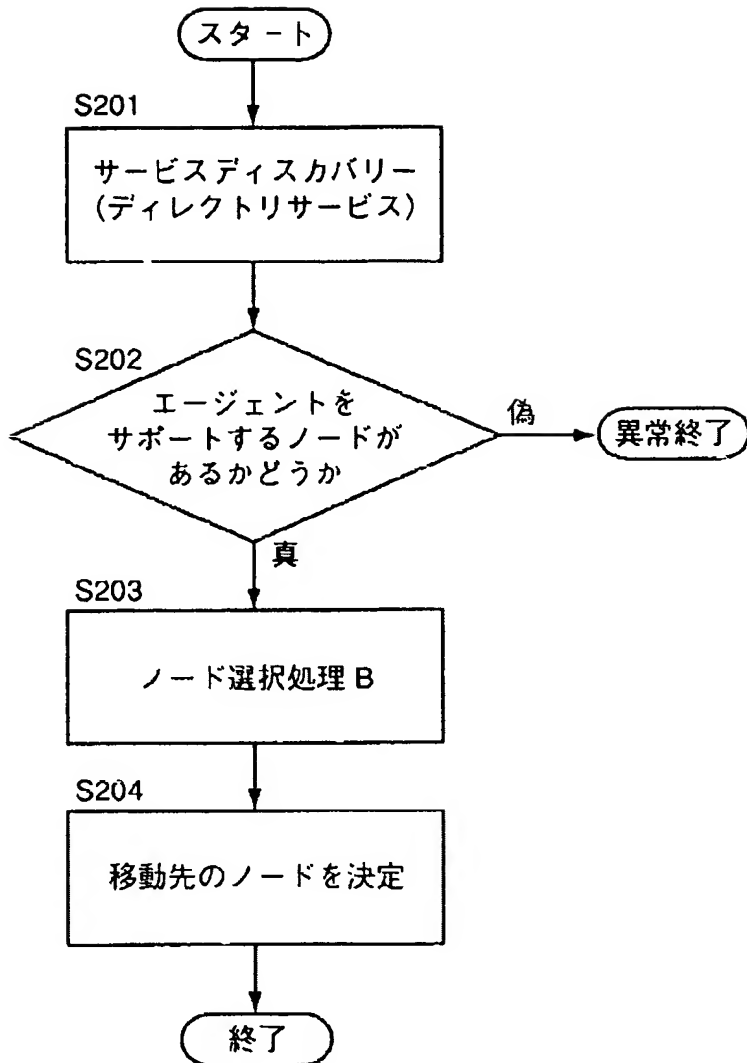 スタート
S201
サービスディスカバリー
(ディレクトリサービス)
S202
エージェントを
サポートするノードが
あるかどうか
偽
異常終了
真
S203
ノード選択処理B
S204
移動先のノードを決定
終了